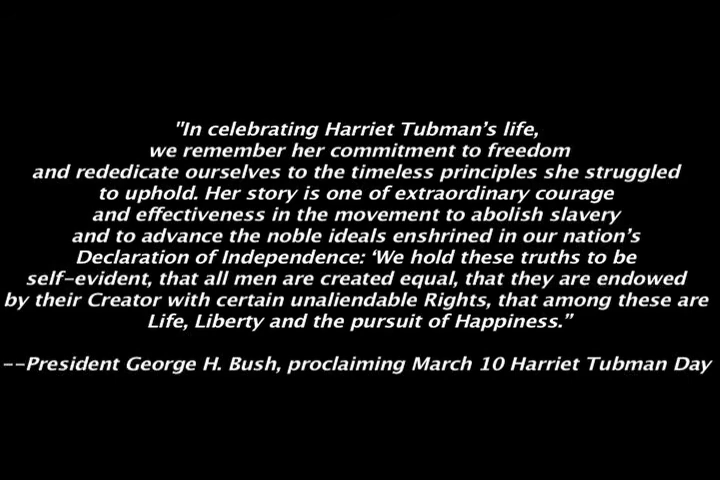 "In celebrating Harriet Tubman’s life,
we remember her commitment to freedom
and rededicate ourselves to the timeless principles she struggled
to uphold. Her story is one of extraordinary courage
and effectiveness in the movement to abolish slavery
and to advance the noble ideals enshrined in our nation’s
Declaration of Independence: ‘We hold these truths to be
self-evident, that all men are created equal, that they are endowed
by their Creator with certain unaliendable Rights, that among these are
Life, Liberty and the pursuit of Happiness.”
--President George H. Bush, proclaiming March 10 Harriet Tubman Day